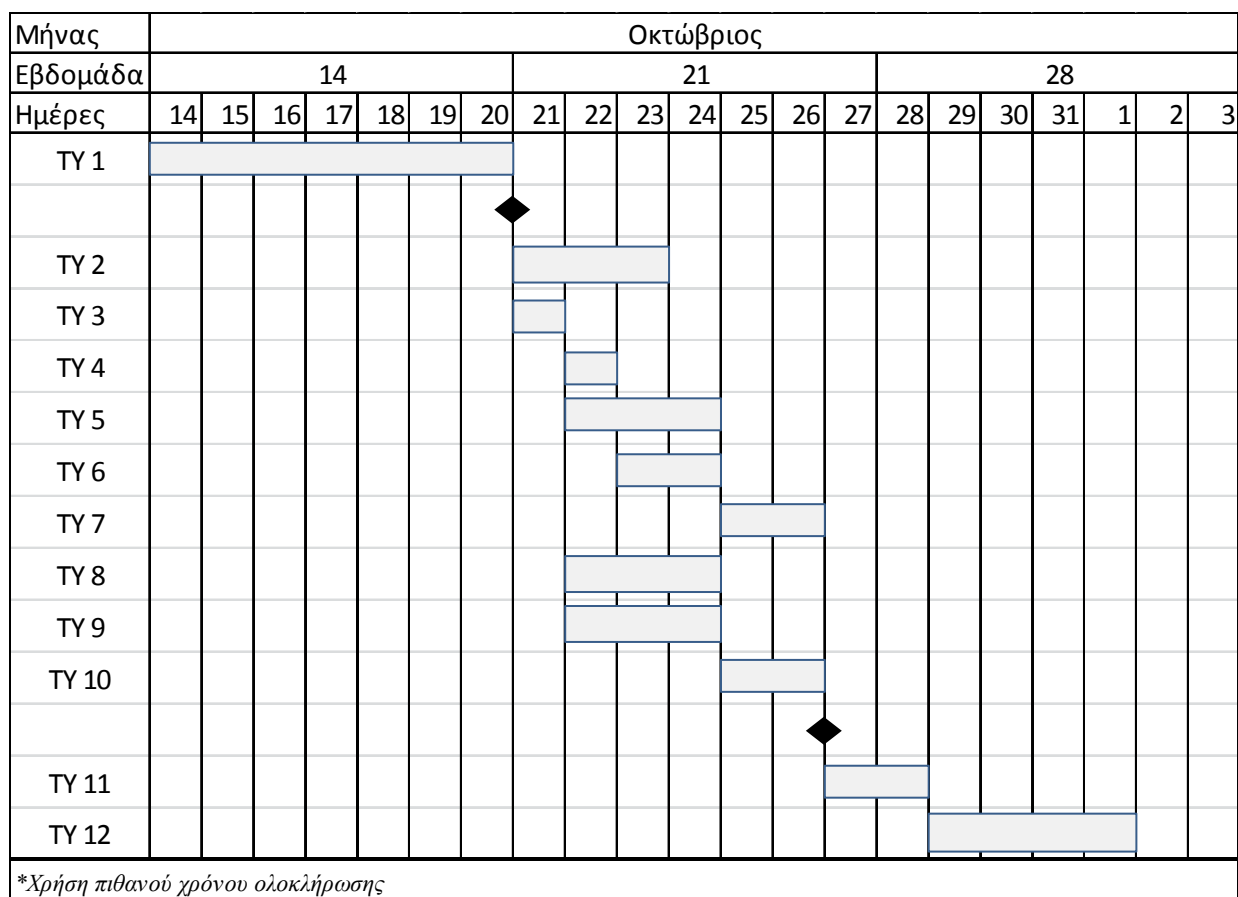 Μήνας Οκτώβριος
Εβδομάδα 14 21 28
Ημέρες 14 15 16 17 18 19 20 21 22 23 24 25 26 27 28 29 30 31 1 2 3
ΤΥ 1
ΤΥ 2
ΤΥ 3
ΤΥ 4
ΤΥ 5
ΤΥ 6
ΤΥ 7
ΤΥ 8
ΤΥ 9
ΤΥ 10
ΤΥ 11
ΤΥ 12
*Χρήση πιθανού χρόνου ολοκλήρωσης